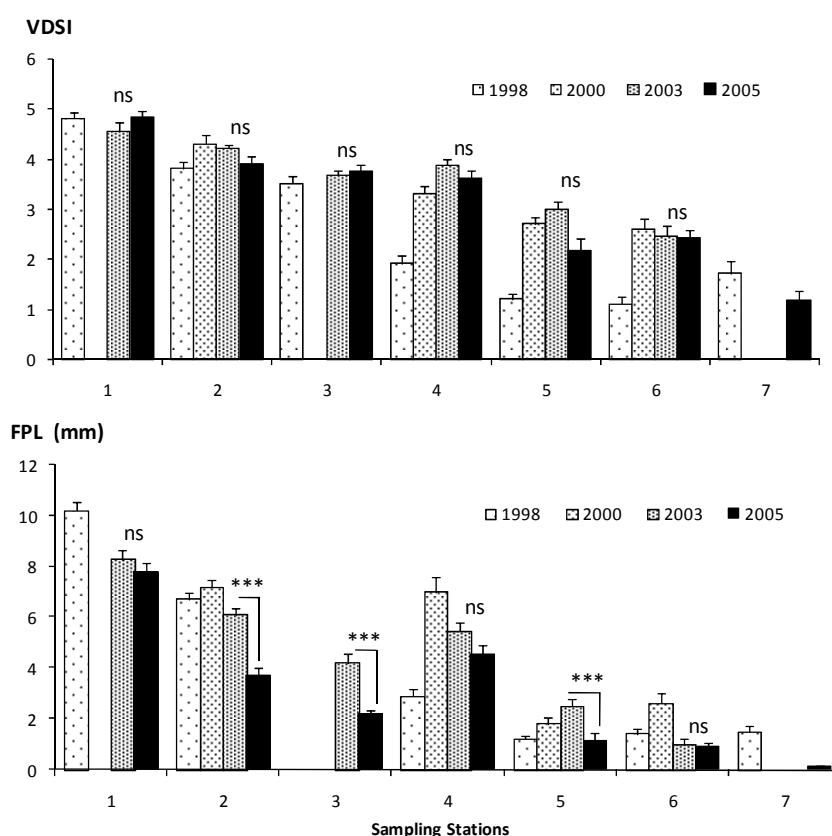 VDSI
6
5
4
3
2
1
0
1998 2000 2003 2005
ns ns ns ns ns ns
1 2 3 4 5 6 7
FPL (mm)
12
10
8
6
4
2
0
1998 2000 2003 2005
ns *** *** ns *** ns
1 2 3 4 5 6 7
Sampling Stations